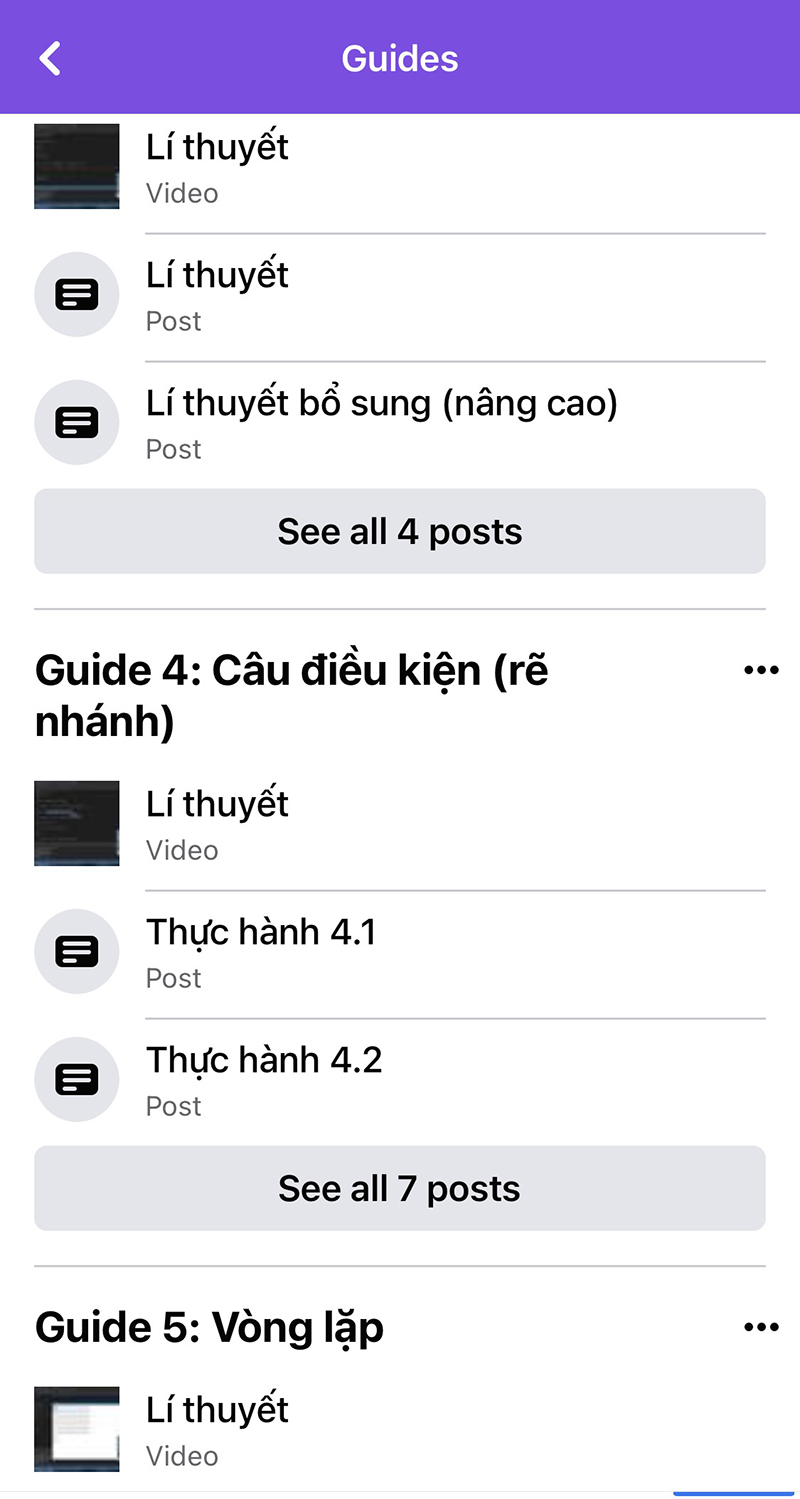 Guides
Lí thuyết
Video
Lí thuyết
Post
Lí thuyết bổ sung (nâng cao)
Post
See all 4 posts
Guide 4: Câu điều kiện (rẽ
nhánh)
Lí thuyết
Video
Thực hành 4.1
Post
Thực hành 4.2
Post
See all 7 posts
Guide 5: Vòng lặp
Lí thuyết
Video